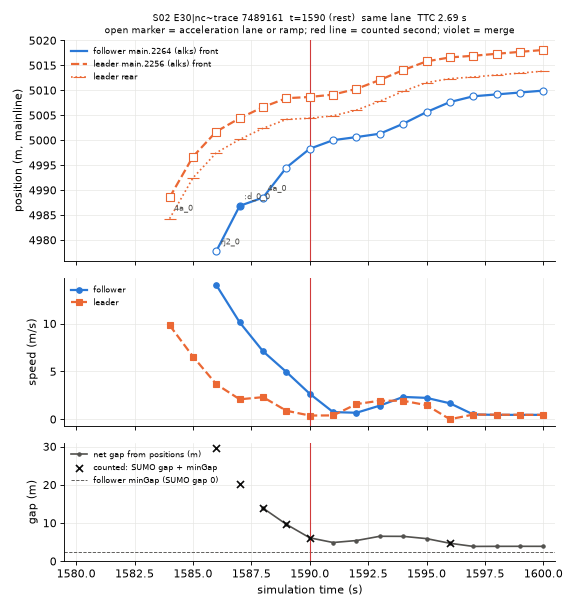 S02 E30|nc~trace 7489161 t=1590 (rest) same lane TTC 2.69 s
open marker = acceleration lane or ramp; red line = counted second; violet = merge
5020
5015
5010
5005
5000
4995
4990
4985
4980
position (m, mainline)
follower main.2264 (alks) front
leader main.2256 (alks) front
leader rear
4a_0
j2_0
4a_0
10
5
0
speed (m/s)
follower
leader
30
20
10
0
gap (m)
net gap from positions (m)
counted: SUMO gap + minGap
follower minGap (SUMO gap 0)
1580.0 1582.5 1585.0 1587.5 1590.0 1592.5 1595.0 1597.5 1600.0
simulation time (s)